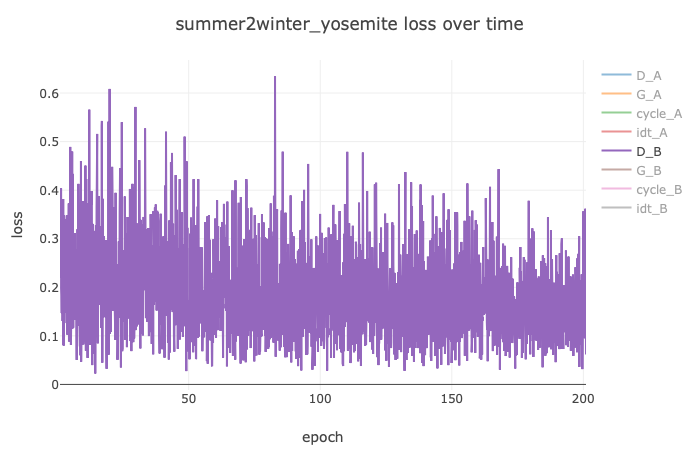 summer2winter_yosemite loss over time
loss
0.6
0.5
0.4
0.3
0.2
0.1
0
50
100
150
200
epoch
D_A
G_A
cycle_A
idt_A
D_B
G_B
cycle_B
idt_B